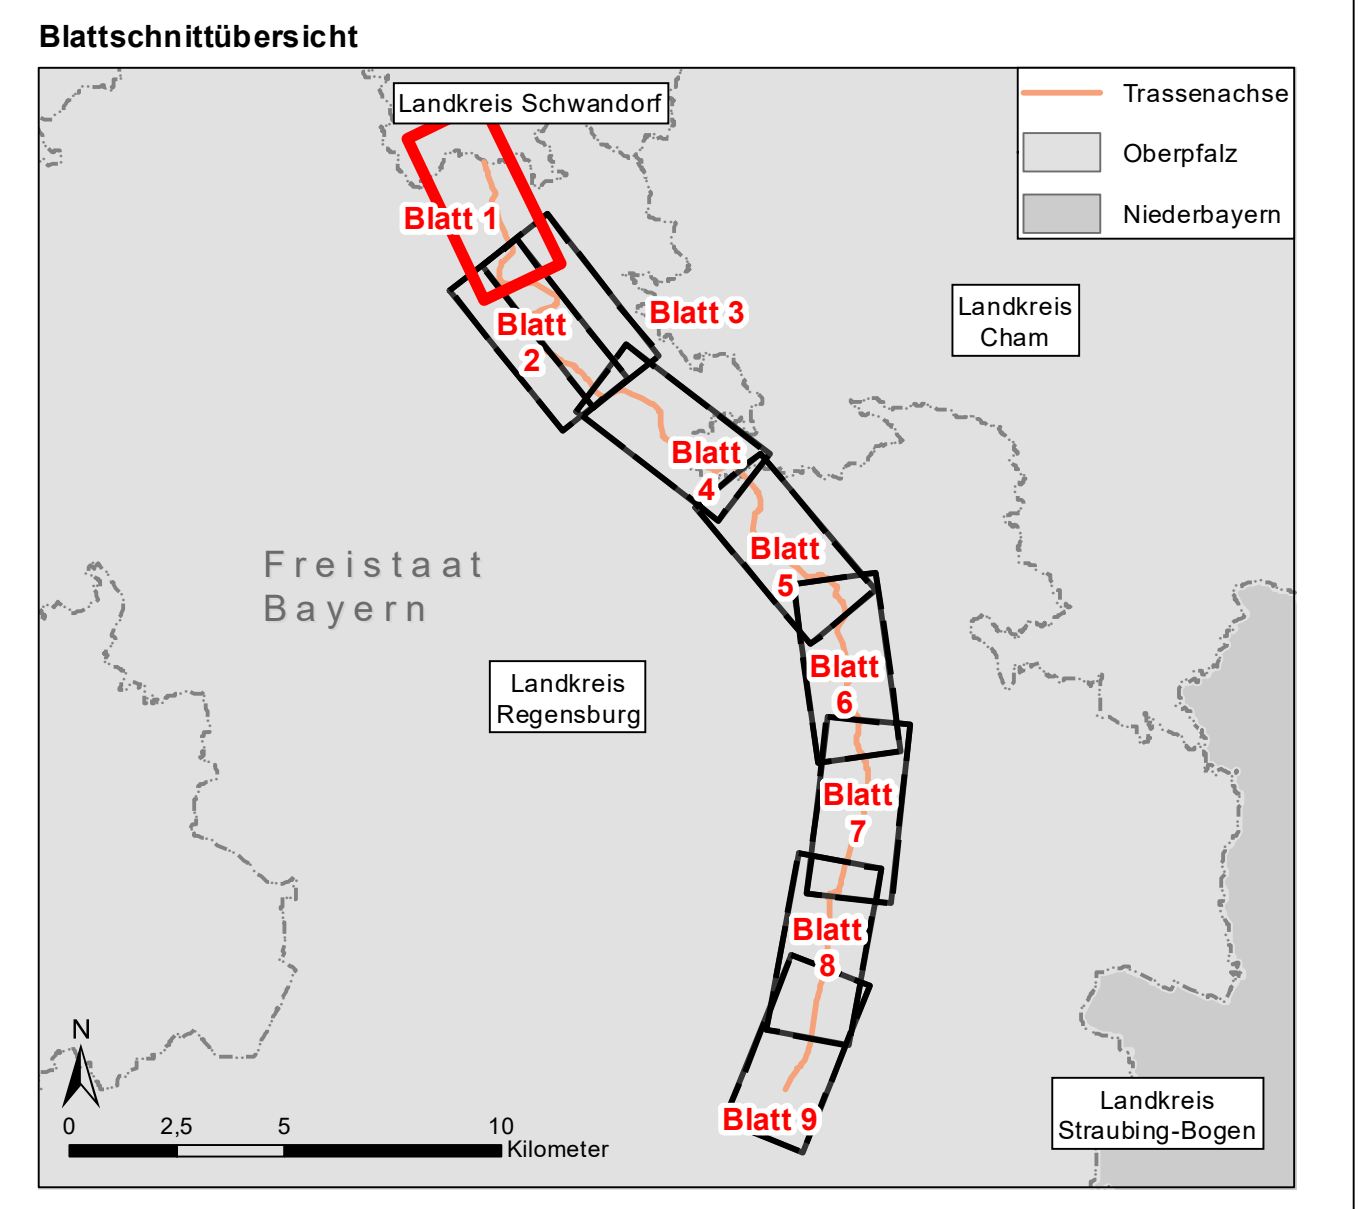 Blattschnittübersicht
Landkreis Schwandorf
Trassenachse
Oberpfalz
Niederbayern
Blatt 1
Blatt 3
Blatt
2
Landkreis
Cham
Blatt
4
Blatt
5
Freistaat
Bayern
Landkreis
Regensburg
Blatt
6
Blatt
7
Blatt
8
Blatt 9
N
0 2,5 5 10
Kilometer
Landkreis
Straubing-Bogen